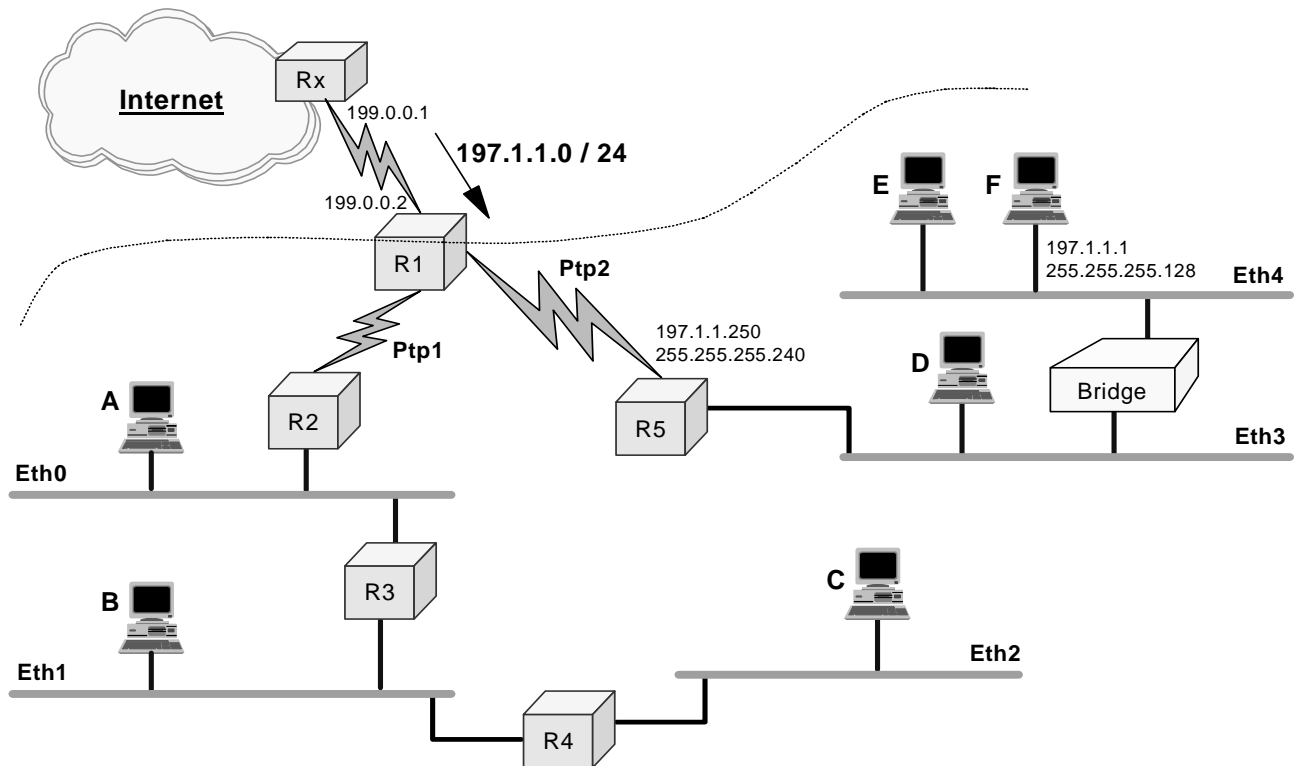 Rx
Internet
199.0.0.1
197.1.1.0 / 24
199.0.0.2
E
F
R1
Ptp2
197.1.1.1
255.255.255.128
Eth4
Ptp1
197.1.1.250
255.255.255.240
D
Bridge
A
R2
R5
Eth3
Eth0
C
B
R3
Eth2
Eth1
R4